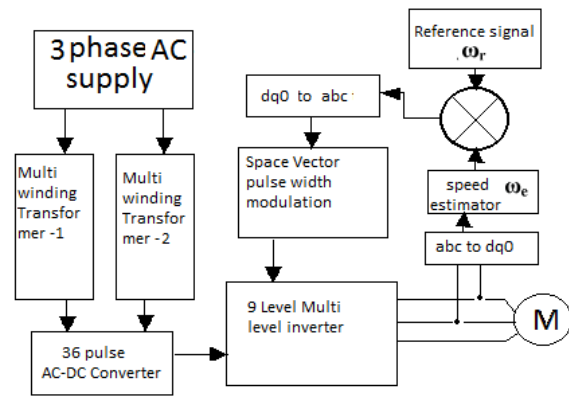 3 phase AC
supply
Reference signal
ωr
dq0 to abc
Multi
winding
Transfor
mer -1
Multi
winding
Transfor
mer -2
Space Vector
pulse width
modulation
speed ωe
estimator
abc to dq0
9 Level Multi
level inverter
M
36 pulse
AC-DC Converter